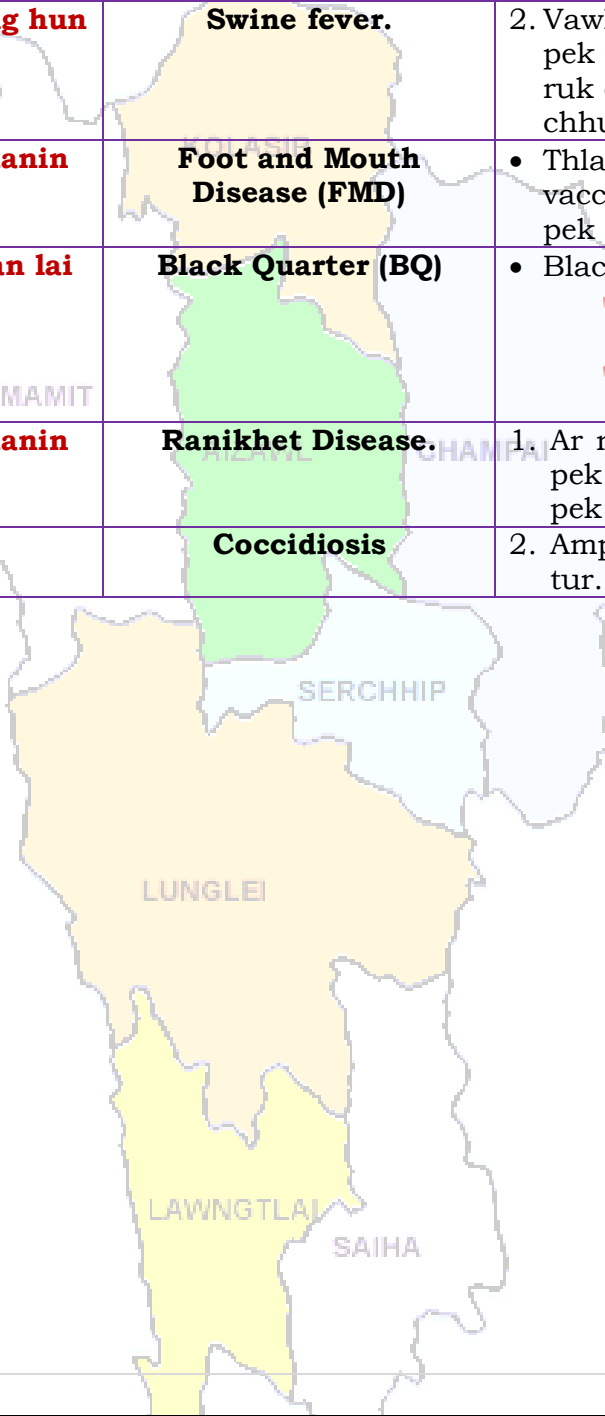 g hun
Swine fever.
2. Vaw
pek
ruk
chhu
KOLASIB
anin
Foot and Mouth
Disease (FMD)
• Thla
vacc
pek
n lai
Black Quarter (BQ)
• Blac
MAMIT
anin
Ranikhet Disease.
AIZAWL
CHAMPAI
1. Ar
pek
pek
Coccidiosis
2. Amp
tur.
SERCHHIP
LUNGLEI
LAWNGTLAI
SAIHA